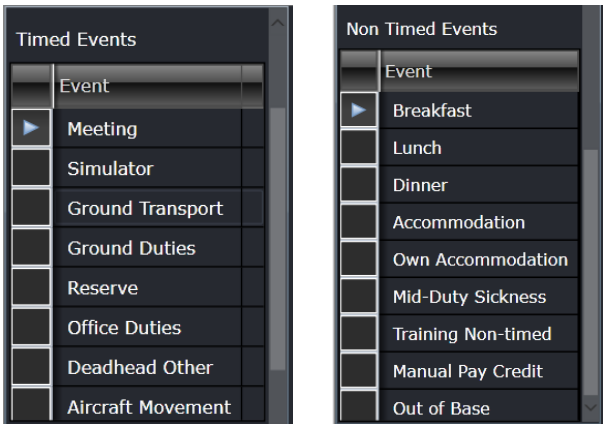 Timed Events
Event
Meeting
Simulator
Ground Transport
Ground Duties
Reserve
Office Duties
Deadhead Other
Aircraft Movement
Non Timed Events
Event
Breakfast
Lunch
Dinner
Accommodation
Own Accommodation
Mid-Duty Sickness
Training Non-timed
Manual Pay Credit
Out of Base